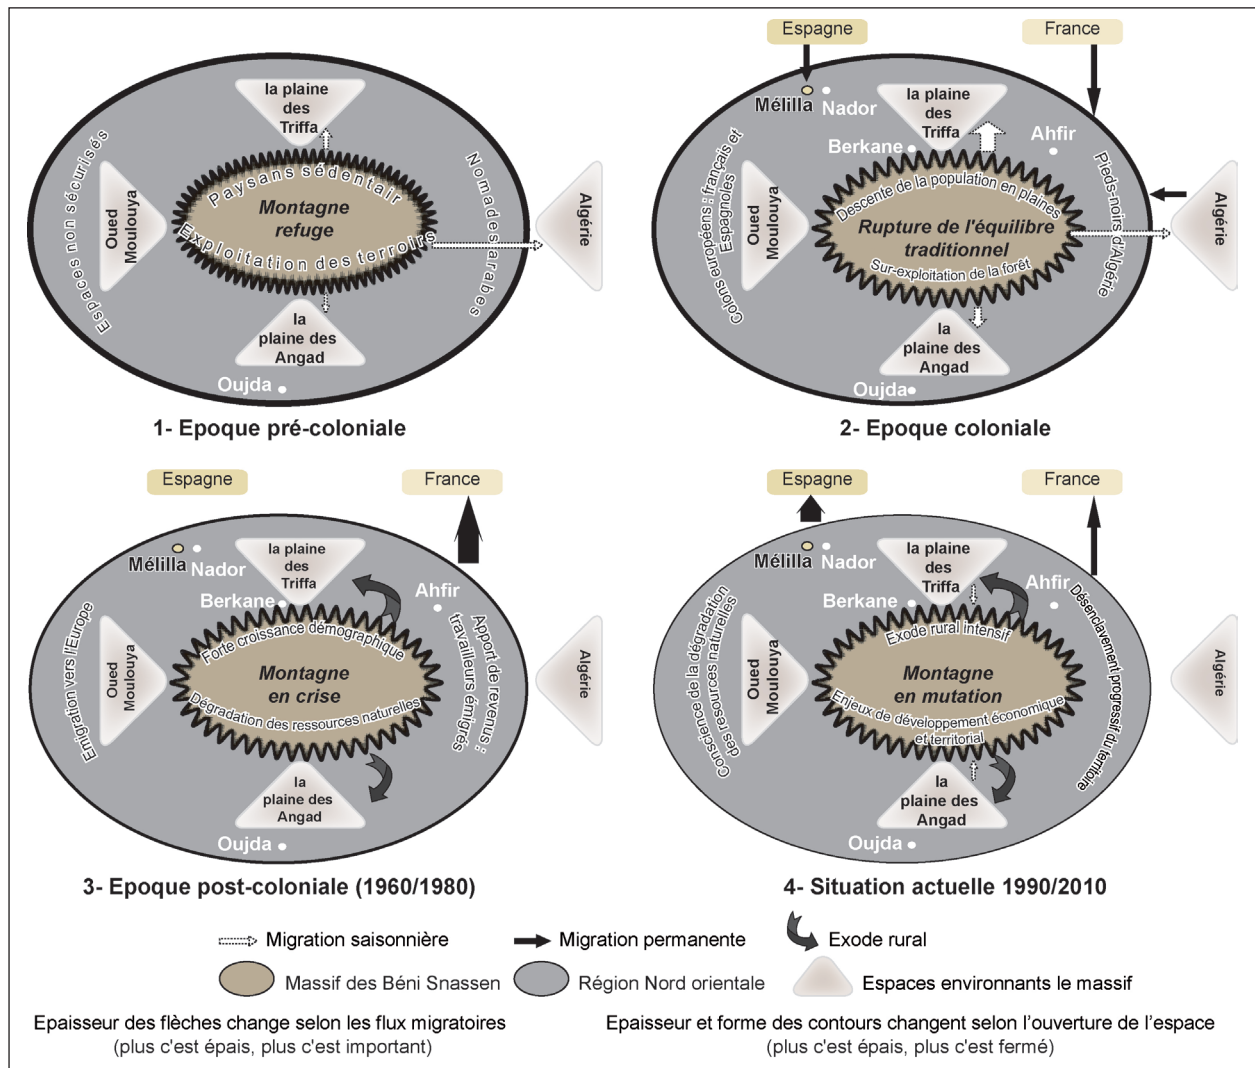 la plaine
des
Triffa
Espaces non sécurisés
Oued
Moulouya
Paysans sédentair
Montagne
refuge
Exploitation des terroirs
Nomades arabes
Algérie
la
plaine des
Angad
Oujda
1- Epoque pré-coloniale
Espagne
France
Mélilla
Nador
la plaine
des
Triffa
Berkane
Ahfir
Colons européens : français et
Espagnoles
Oued
Moulouya
Descente de la population en plaines
Rupture de l'équilibre
traditionnel
Sur-exploitation de la forêt
Pieds-noirs d'Algérie
Algérie
la
plaine des
Angad
Oujda
2- Epoque coloniale
Espagne
France
Mélilla
Nador
la plaine
des
Triffa
Berkane
Ahfir
Emigration vers l'Europe
Oued
Moulouya
Forte croissance démographique
Montagne
en crise
Dégradation des ressources naturelles
Apport de revenus :
travailleurs émigrés
Algérie
la
plaine des
Angad
Oujda
3- Epoque post-coloniale (1960/1980)
Espagne
France
Mélilla
Nador
la plaine
des
Triffa
Berkane
Ahfir
Conscience de la dégradation
des resources naturelles
Oued
Moulouya
Exode rural intensif
Montagne
en mutation
Enjeux de développement économique
et territorial
Désenclavement progressif du territoire
Algérie
la
plaine des
Angad
Oujda
4- Situation actuelle 1990/2010
Migration saisonnière
Migration permanente
Exode rural
Massif des Béni Snassen
Région Nord orientale
Espaces environnants le massif
Epaisseur des flèches change selon les flux migratoires
(plus c'est épais, plus c'est important)
Epaisseur et forme des contours changent selon l'ouverture de l'espace
(plus c'est épais, plus c'est fermé)